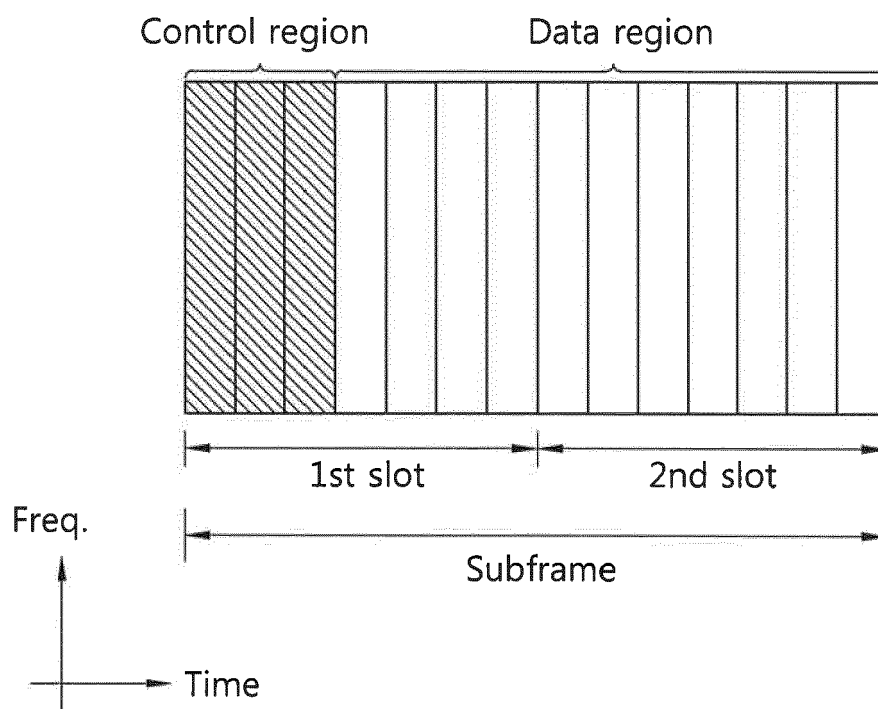 Control region
Data region
1st slot
2nd slot
Freq.
Subframe
Time